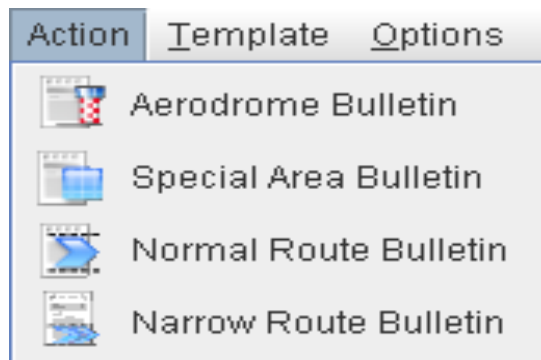 Action Template Options
Aerodrome Bulletin
Special Area Bulletin
Normal Route Bulletin
Narrow Route Bulletin